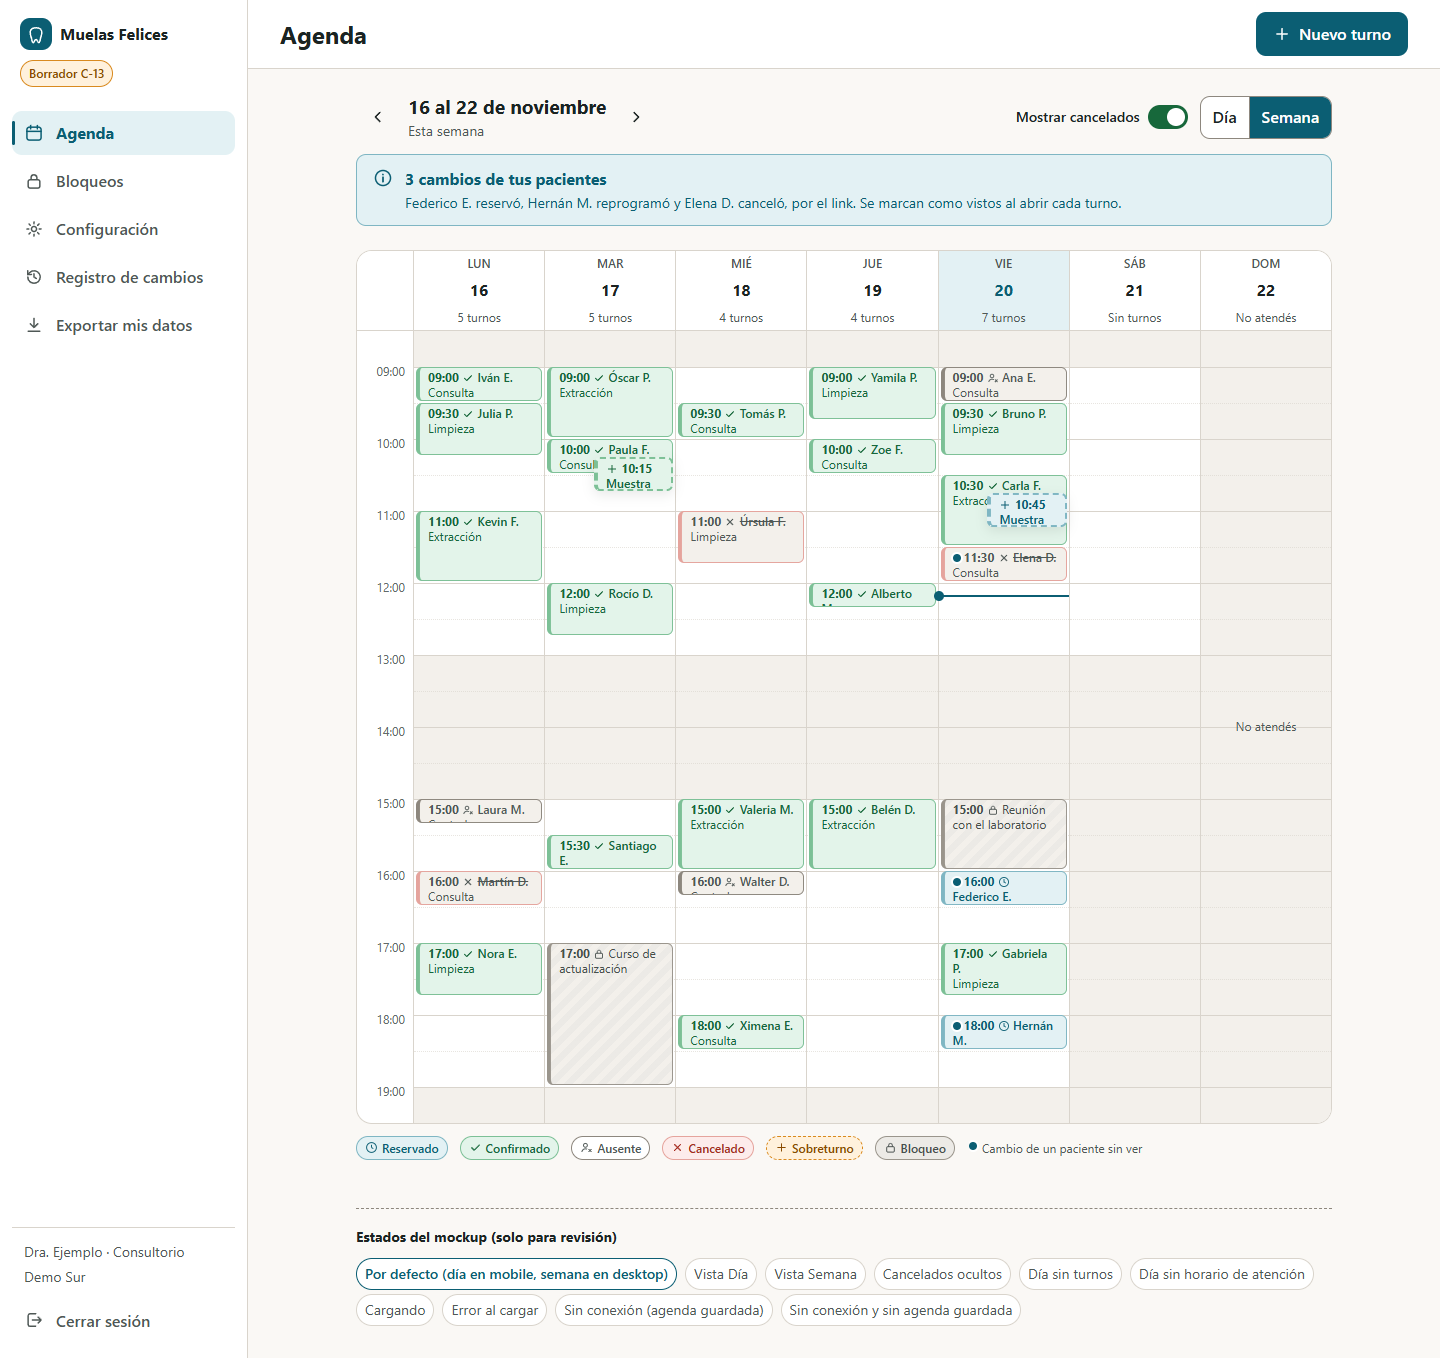 Muelas Felices
Borrador C-13
Agenda
Bloqueos
Configuración
Registro de cambios
Exportar mis datos
Dra. Ejemplo · Consultorio
Demo Sur
Cerrar sesión
Agenda
+ Nuevo turno
16 al 22 de noviembre
Esta semana
Mostrar cancelados
Día
Semana
3 cambios de tus pacientes
Federico E. reservó, Hernán M. reprogramó y Elena D. canceló, por el link. Se marcan como vistos al abrir cada turno.
LUN
16
5 turnos
MAR
17
5 turnos
MIÉ
18
4 turnos
JUE
19
4 turnos
VIE
20
7 turnos
SÁB
21
Sin turnos
DOM
22
No atendés
09:00
10:00
11:00
12:00
13:00
14:00
15:00
16:00
17:00
18:00
19:00
09:00 ✓ Iván E.
Consulta
09:30 ✓ Julia P.
Limpieza
11:00 ✓ Kevin F.
Extracción
15:00 Laura M.
16:00 × Martín D.
Consulta
17:00 ✓ Nora E.
Limpieza
09:00 ✓ Óscar P.
Extracción
10:00 ✓ Paula F.
+ 10:15
Muestra
12:00 ✓ Rocío D.
Limpieza
15:30 ✓ Santiago
E.
17:00 Curso de
actualización
09:30 ✓ Tomás P.
Consulta
11:00 × Úrsula F.
Limpieza
15:00 ✓ Valeria M.
Extracción
16:00 Walter D.
18:00 ✓ Ximena E.
Consulta
09:00 ✓ Yamila P.
Limpieza
10:00 ✓ Zoe F.
Consulta
12:00 ✓ Alberto
15:00 ✓ Belén D.
Extracción
09:00 Ana E.
Consulta
09:30 ✓ Bruno P.
Limpieza
10:30 ✓ Carla F.
+ 10:45
Muestra
11:30 × Elena D.
Consulta
15:00 Reunión
con el laboratorio
16:00
Federico E.
17:00 ✓ Gabriela
P.
Limpieza
18:00 Hernán
M.
No atendés
Reservado
✓ Confirmado
Ausente
× Cancelado
+ Sobreturno
Bloqueo
Cambio de un paciente sin ver
Estados del mockup (solo para revisión)
Por defecto (día en mobile, semana en desktop)
Vista Día
Vista Semana
Cancelados ocultos
Día sin turnos
Día sin horario de atención
Cargando
Error al cargar
Sin conexión (agenda guardada)
Sin conexión y sin agenda guardada